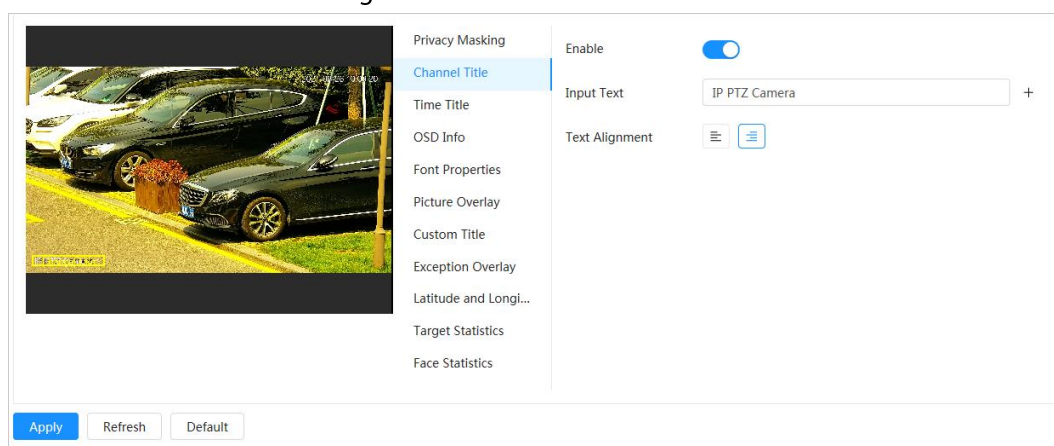 Privacy Masking
Channel Title
Time Title
OSD Info
Font Properties
Picture Overlay
Custom Title
Exception Overlay
Latitude and Longi...
Target Statistics
Face Statistics
Enable
Input Text
IP PTZ Camera
+
Text Alignment
Apply
Refresh
Default